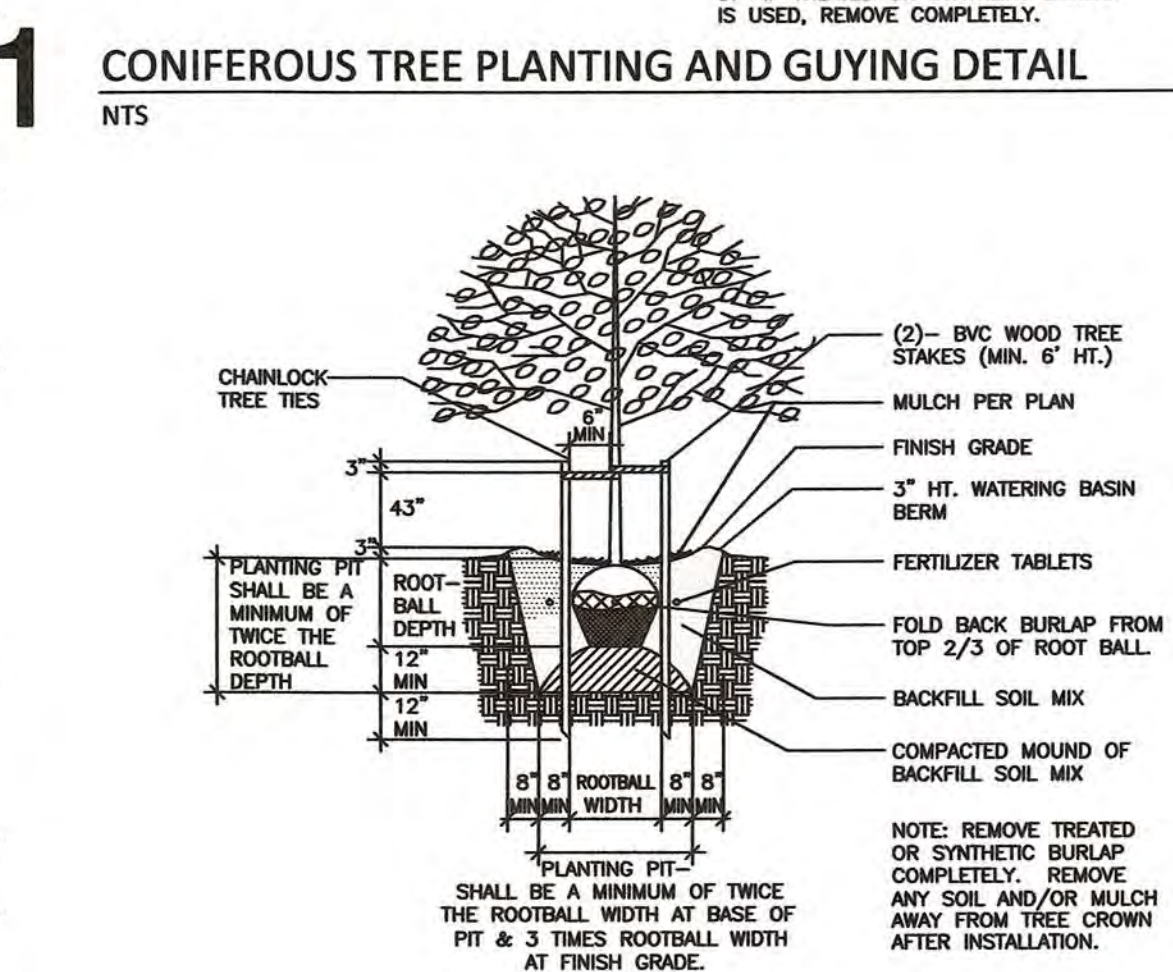 IS USED, REMOVE COMPLETELY.
1
CONIFEROUS TREE PLANTING AND GUYING DETAIL
NTS
CHAINLOCK
TREE TIES
6"
MIN
3"
43"
3"
PLANTING PIT
SHALL BE A
MINIMUM OF
TWICE THE
ROOTBALL
DEPTH
ROOT-
BALL
DEPTH
12"
MIN
12"
MIN
8"
MIN
8"
MIN
ROOTBALL
WIDTH
8"
MIN
8"
MIN
PLANTING PIT-
SHALL BE A MINIMUM OF TWICE
THE ROOTBALL WIDTH AT BASE OF
PIT & 3 TIMES ROOTBALL WIDTH
AT FINISH GRADE.
(2)- BVC WOOD TREE
STAKES (MIN. 6' HT.)
MULCH PER PLAN
FINISH GRADE
3" HT. WATERING BASIN
BERM
FERTILIZER TABLETS
FOLD BACK BURLAP FROM
TOP 2/3 OF ROOT BALL.
BACKFILL SOIL MIX
COMPACTED MOUND OF
BACKFILL SOIL MIX
NOTE: REMOVE TREATED
OR SYNTHETIC BURLAP
COMPLETELY. REMOVE
ANY SOIL AND/OR MULCH
AWAY FROM TREE CROWN
AFTER INSTALLATION.